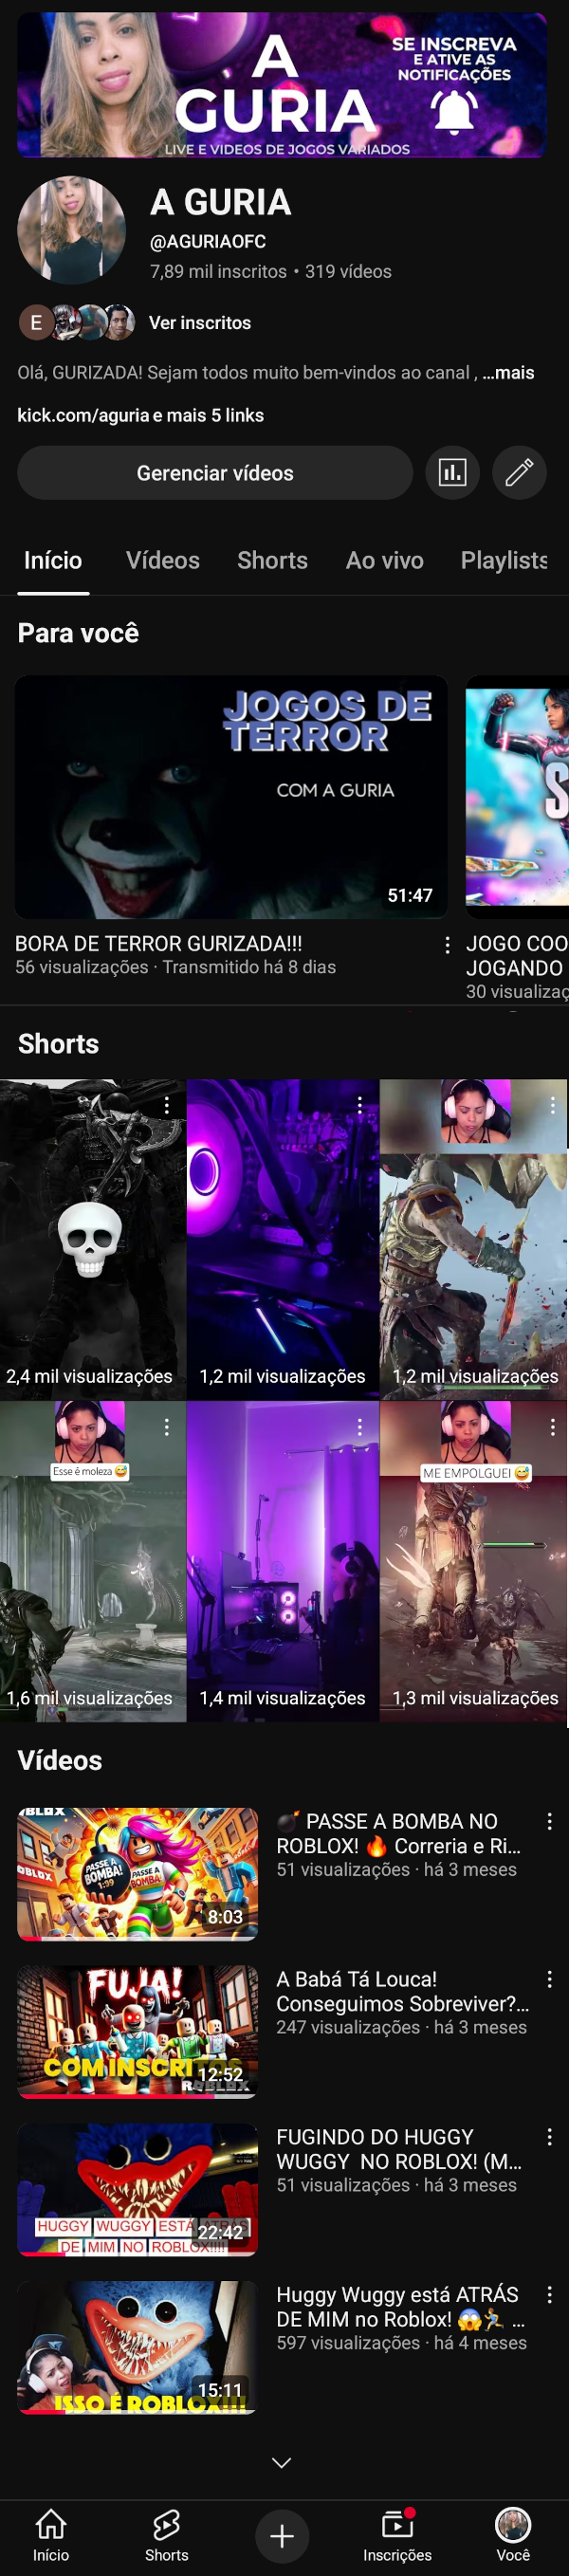 A
GURIA
LIVE E VIDEOS DE JOGOS VARIADOS
SE INSCREVA
E ATIVE AS
NOTIFICAÇÕES
A GURIA
@AGURIAOFC
7,89 mil inscritos • 319 vídeos
E
Ver inscritos
Olá, GURIZADA! Sejam todos muito bem-vindos ao canal , ...mais
kick.com/aguria e mais 5 links
Gerenciar vídeos
Início Vídeos Shorts Ao vivo Playlists
Para você
JOGOS DE
TERROR
COM A GURIA
51:47
S
BORA DE TERROR GURIZADA!!!
56 visualizações · Transmitido há 8 dias
JOGO COO
JOGANDO
30 visualizaç
Shorts
2,4 mil visualizações
1,2 mil visualizações
1,2 mil visualizações
Esse é moleza 😅
ME EMPOLGUEI 😅
1,6 mil visualizações
1,4 mil visualizações
1,3 mil visualizações
Vídeos
BLOX
OBLOX
PASSE A
BOMBA!
1:39
PASSE A
BOMBA!
8:03
💣 PASSE A BOMBA NO
ROBLOX! 🔥 Correria e Ri...
51 visualizações · há 3 meses
FUJA!
COM INSCRITOS
ROBLOX
12:52
A Babá Tá Louca!
Conseguimos Sobreviver?...
247 visualizações · há 3 meses
HUGGY WUGGY ESTÁ ATRÁS
DE MIM NO ROBLOX!!!!
22:42
FUGINDO DO HUGGY
WUGGY NO ROBLOX! (M...
51 visualizações · há 3 meses
ISSO É ROBLOX!!!
15:11
Huggy Wuggy está ATRÁS
DE MIM no Roblox! 😱🏃 ...
597 visualizações · há 4 meses
Início
Shorts
Inscrições
Você